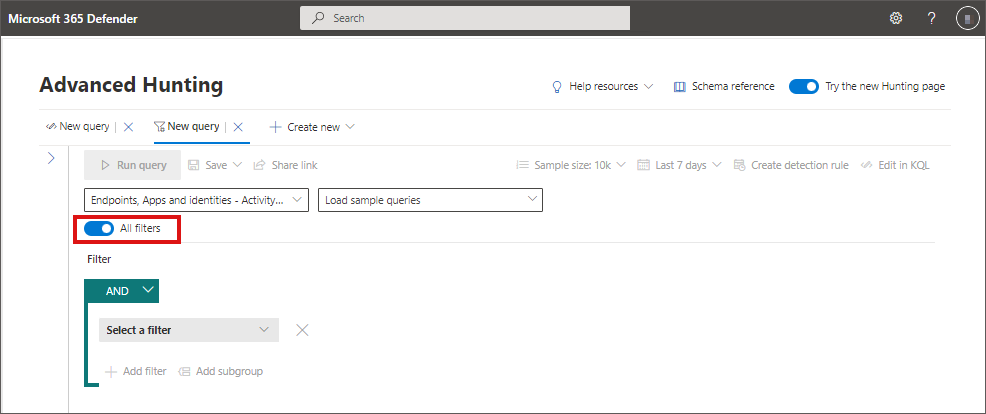 Microsoft 365 Defender
Search
?
Advanced Hunting
Help resources
Schema reference
Try the new Hunting page
New query
New query
Create new
Run query
Save
Share link
Sample size: 10k
Last 7 days
Create detection rule
Edit in KQL
Endpoints, Apps and identities - Activity...
Load sample queries
All filters
Filter
AND
Select a filter
Add filter
Add subgroup